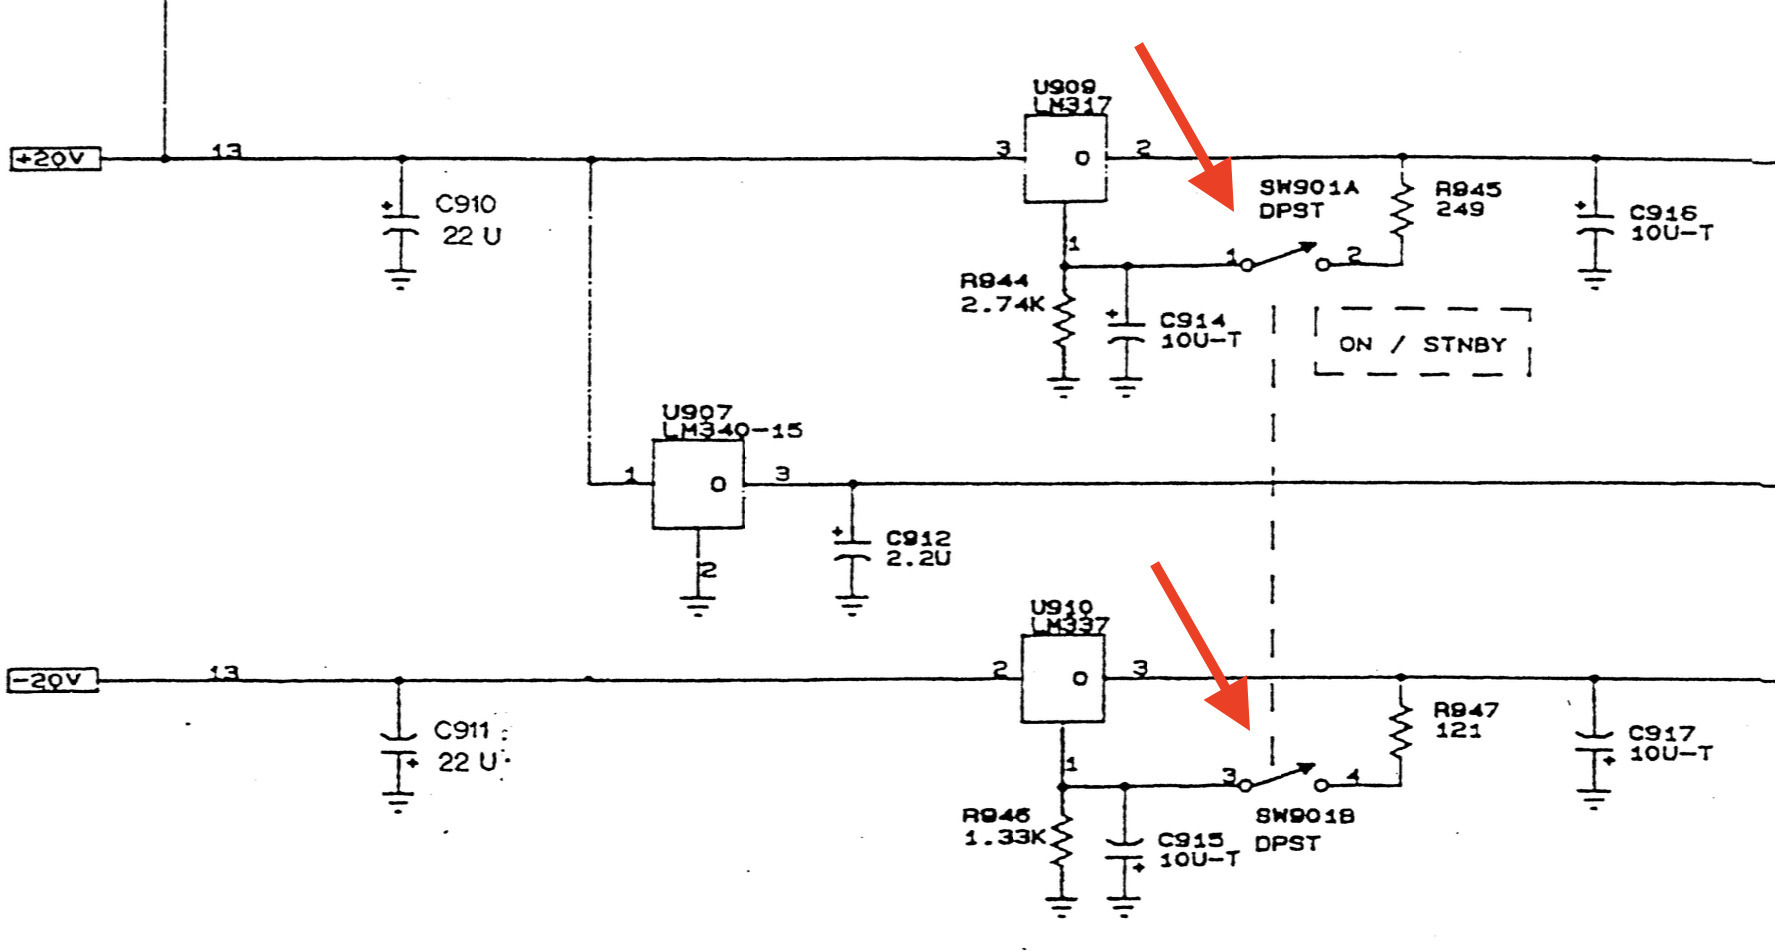 U909
LM317
+20V
13
3
O
2
SW901A
DPST
R945
249
C910
22 U
C916
10U-T
1
1
2
R944
2.74K
C914
10U-T
ON / STNBY
U907
LM340-15
1
O
3
C912
2.2U
2
U910
LM337
-20V
13
2
O
3
R947
121
C911
22 U
C917
10U-T
1
3
4
R946
1.33K
C915
10U-T
SW901B
DPST